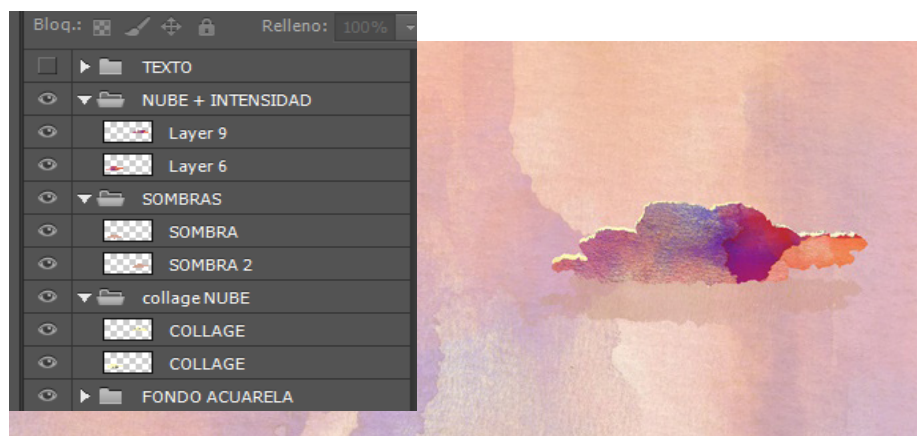 Bloq.: Relleno: 100%
TEXTO
NUBE + INTENSIDAD
Layer 9
Layer 6
SOMBRAS
SOMBRA
SOMBRA 2
collage NUBE
COLLAGE
COLLAGE
FONDO ACUARELA